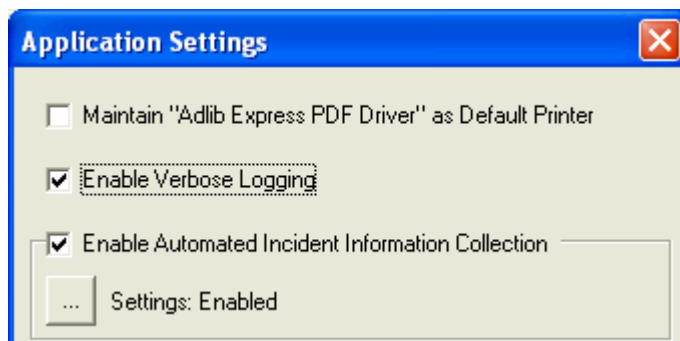 Application Settings
Maintain "Adlib Express PDF Driver" as Default Printer
Enable Verbose Logging
Enable Automated Incident Information Collection
... Settings: Enabled